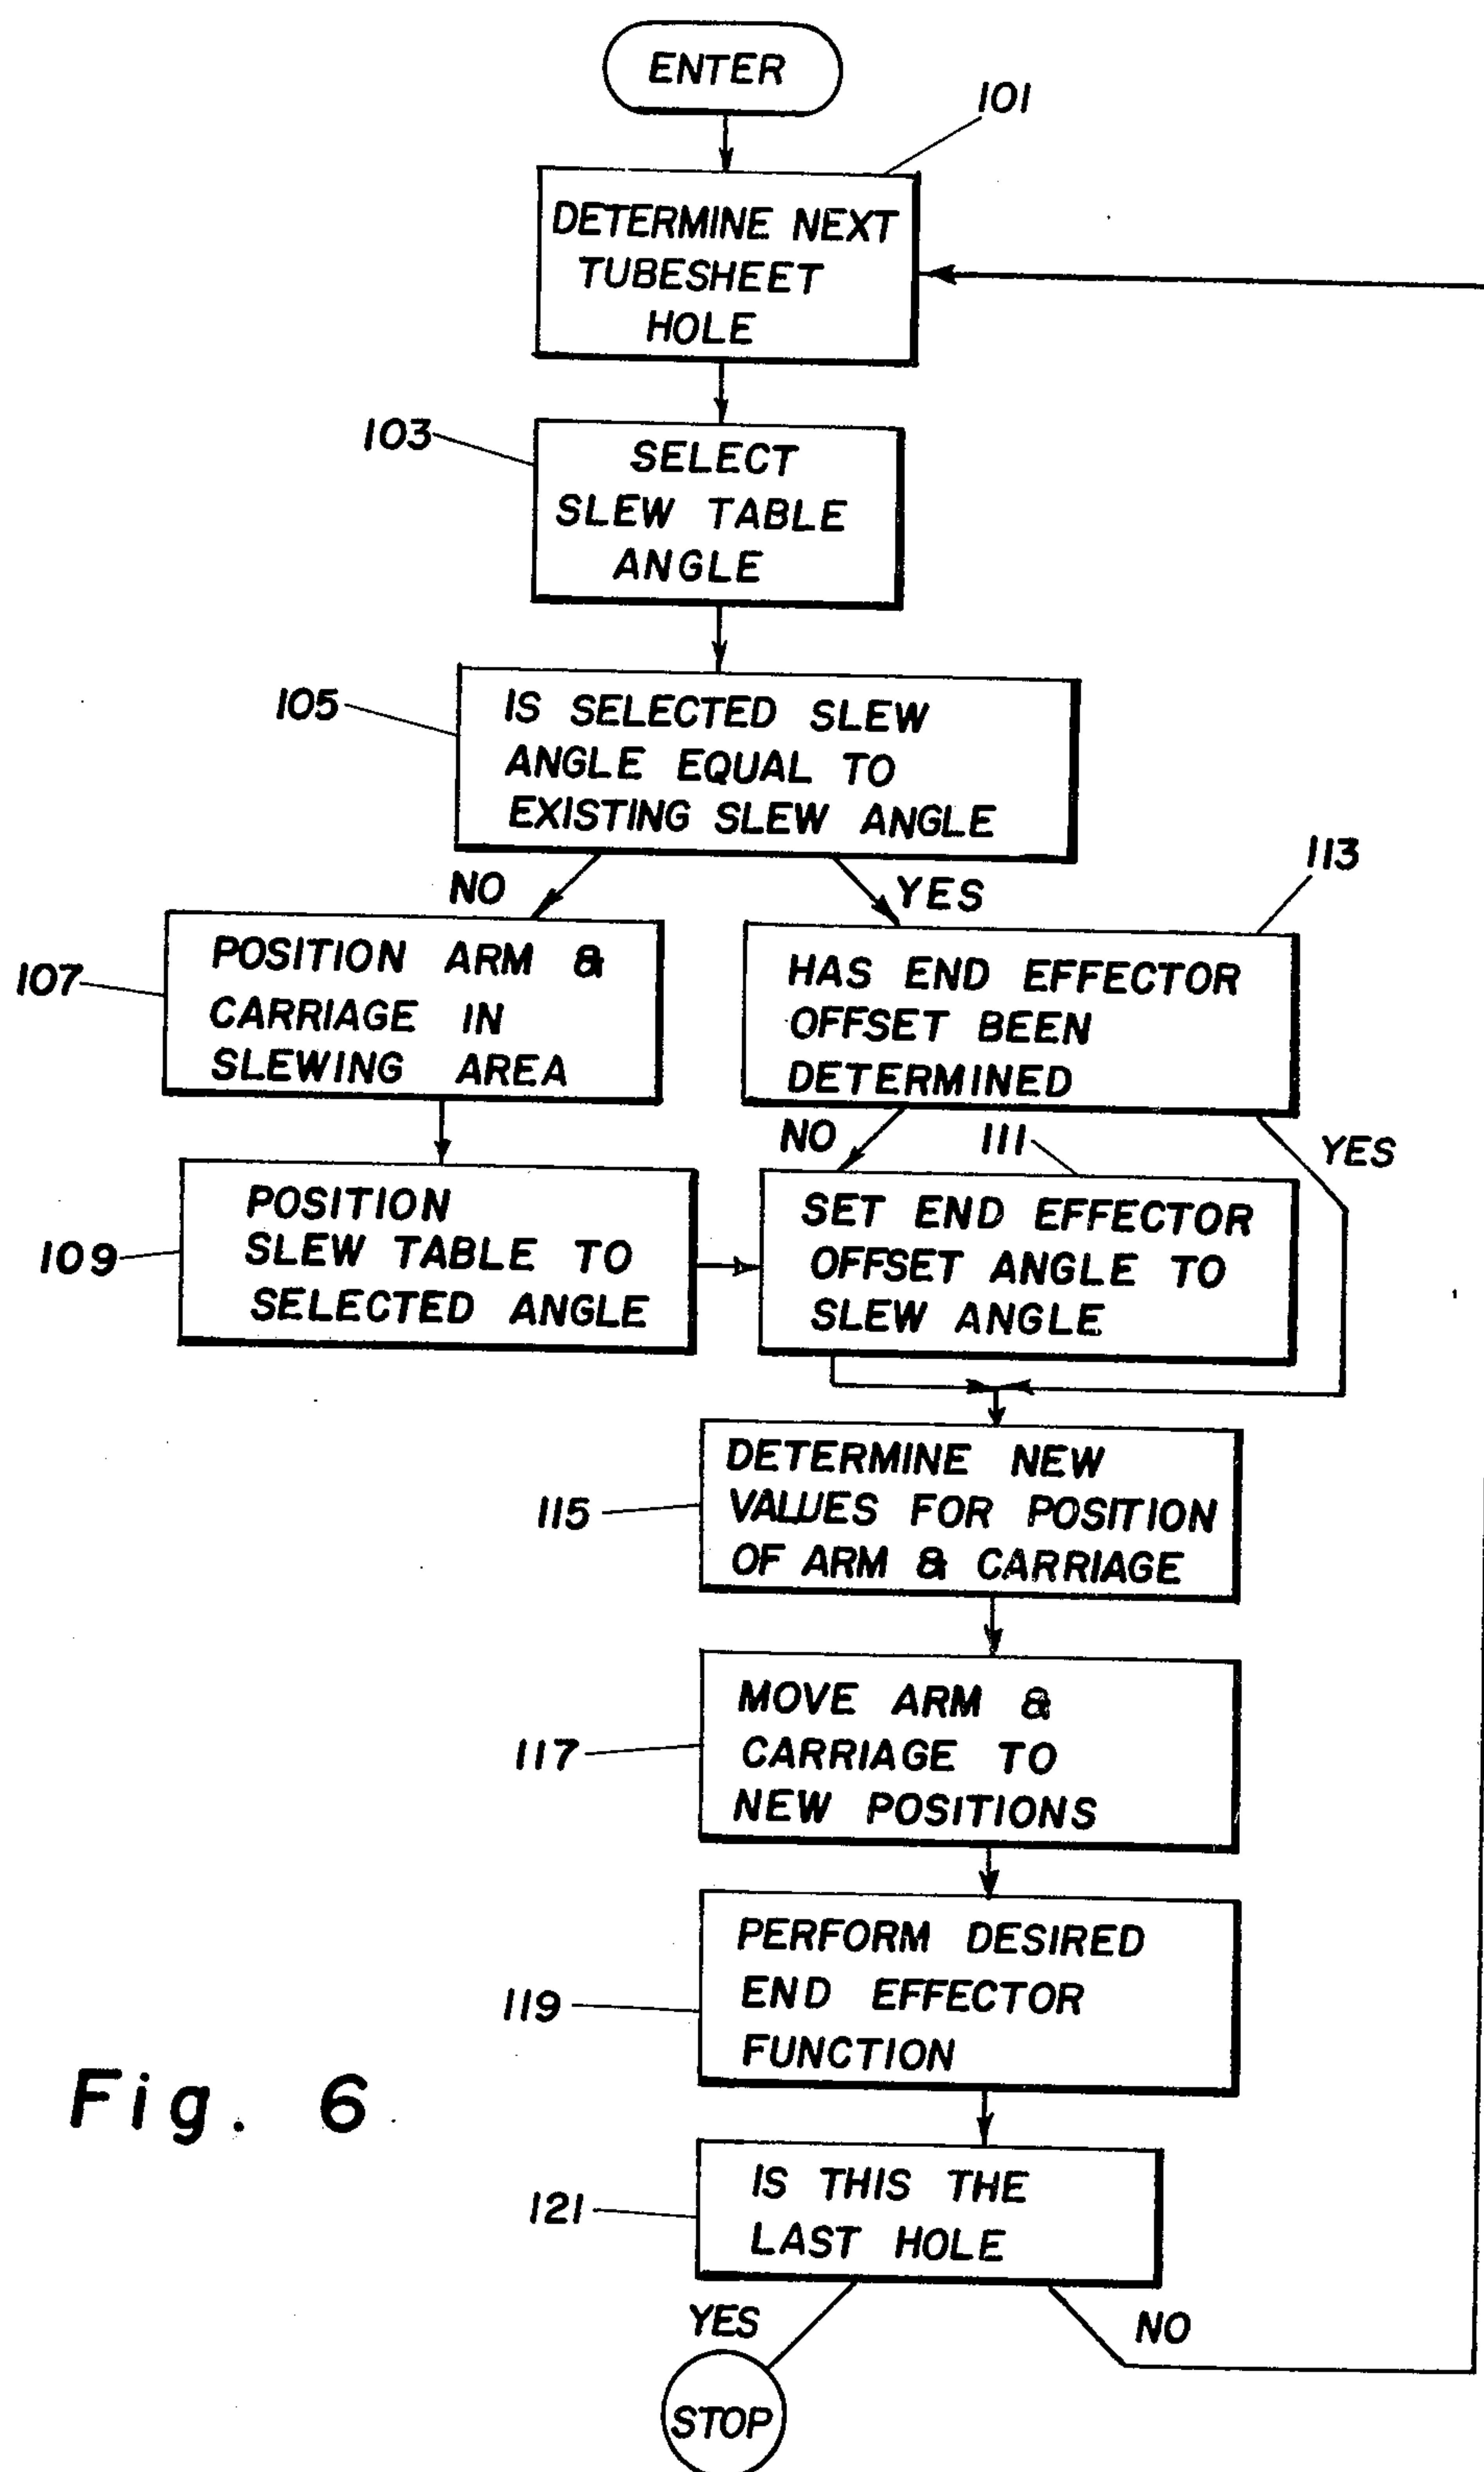 ENTER
101
DETERMINE NEXT
TUBESHEET
HOLE
103
SELECT
SLEW TABLE
ANGLE
105
IS SELECTED SLEW
ANGLE EQUAL TO
EXISTING SLEW ANGLE
NO
YES
113
107
POSITION ARM &
CARRIAGE IN
SLEWING AREA
HAS END EFFECTOR
OFFSET BEEN
DETERMINED
NO
111
YES
109
POSITION
SLEW TABLE TO
SELECTED ANGLE
SET END EFFECTOR
OFFSET ANGLE TO
SLEW ANGLE
115
DETERMINE NEW
VALUES FOR POSITION
OF ARM & CARRIAGE
117
MOVE ARM &
CARRIAGE TO
NEW POSITIONS
119
PERFORM DESIRED
END EFFECTOR
FUNCTION
Fig. 6
121
IS THIS THE
LAST HOLE
YES
NO
STOP